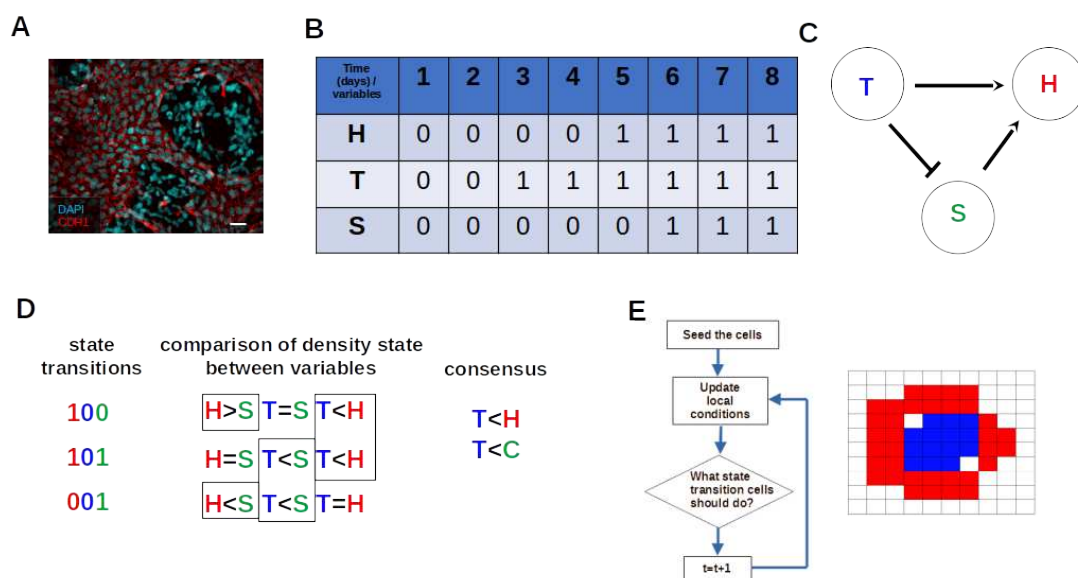 A
DAPI
CDH1
B
Time
(days) /
variables
1 2 3 4 5 6 7 8
H 0 0 0 0 1 1 1 1
T 0 0 1 1 1 1 1 1
S 0 0 0 0 0 1 1 1
C
T
H
S
D
state
transitions
comparison of density state
between variables
consensus
100 H>S T=S T<H
101 H=S T<S T<H
001 H<S T<S T=H
T<H
T<C
E
Seed the cells
Update
local
conditions
What state
transition cells
should do?
t=t+1